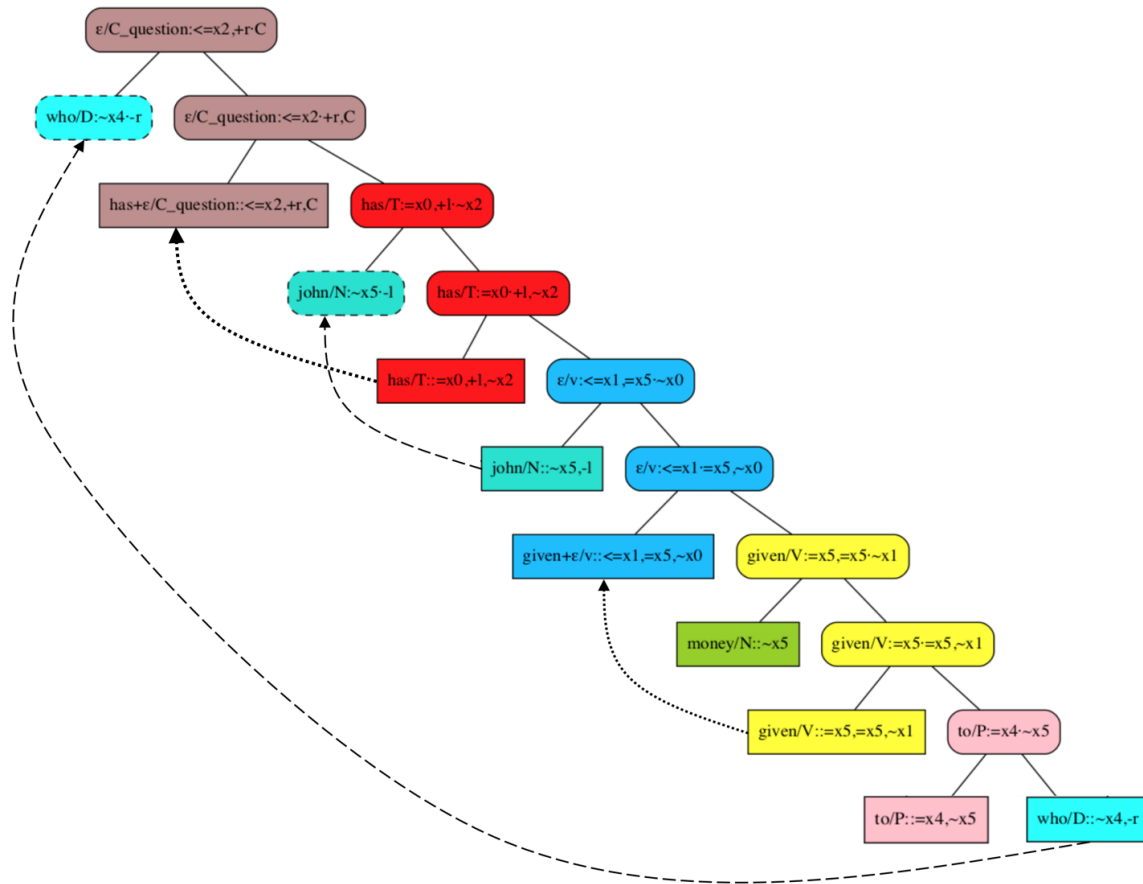 ε/C_question:<=x2,+r·C
who/D:~x4·-r
ε/C_question:<=x2·+r,C
has+ε/C_question::<=x2,+r,C
has/T:=x0,+l·~x2
john/N:~x5·-l
has/T:=x0·+l,~x2
has/T::=x0,+l,~x2
ε/v:<=x1,=x5·~x0
john/N::~x5,-l
ε/v:<=x1·=x5,~x0
given+ε/v::<=x1,=x5,~x0
given/V:=x5,=x5·~x1
money/N::~x5
given/V:=x5·=x5,~x1
given/V::=x5,=x5,~x1
to/P:=x4·~x5
to/P::=x4,~x5
who/D::~x4,-r